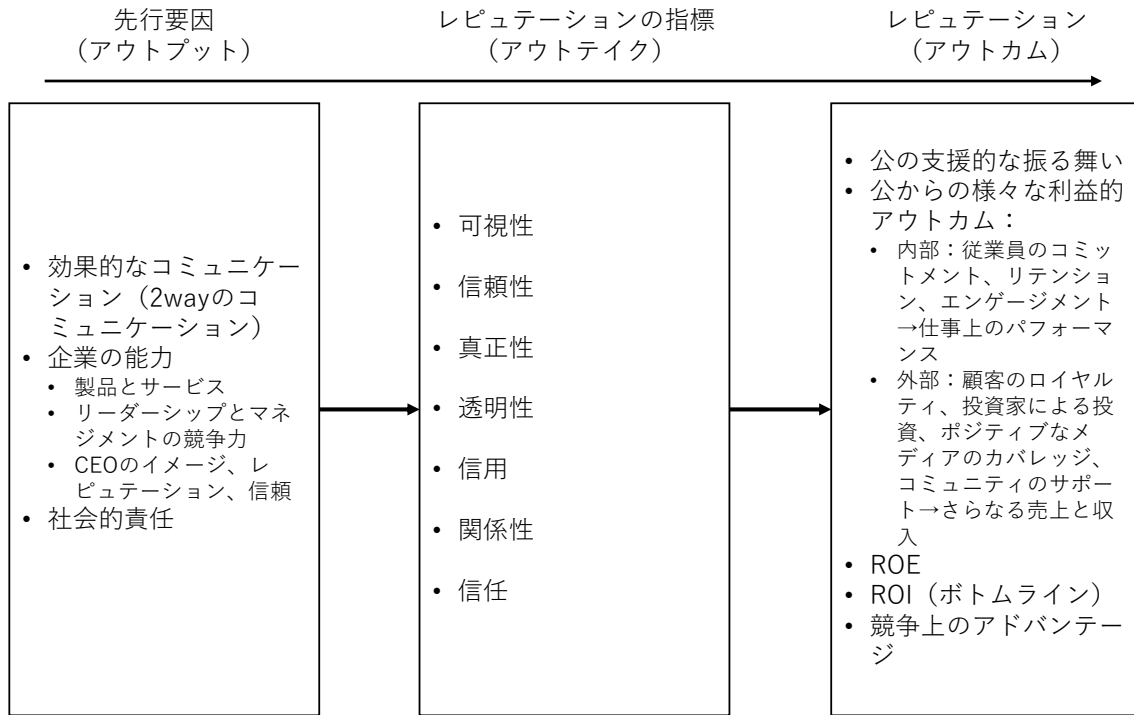 先行要因
（アウトプット）
レピュテーションの指標
（アウトテイク）
レピュテーション
（アウトカム）
• 効果的なコミュニケー
ション（2wayのコ
ミュニケーション）
• 企業の能力
• 製品とサービス
• リーダーシップとマネ
ジメントの競争力
• CEOのイメージ、レ
ピュテーション、信頼
• 社会的責任
• 可視性
• 信頼性
• 真正性
• 透明性
• 信用
• 関係性
• 信任
• 公の支援的な振る舞い
• 公からの様々な利益的
アウトカム：
• 内部：従業員のコミッ
トメント、リテンショ
ン、エンゲージメント
→仕事上のパフォーマ
ンス
• 外部：顧客のロイヤル
ティ、投資家による投
資、ポジティブなメ
ディアのカバレッジ、
コミュニティのサポー
ト→さらなる売上と収
入
• ROE
• ROI（ボトムライン）
• 競争上のアドバンテー
ジ